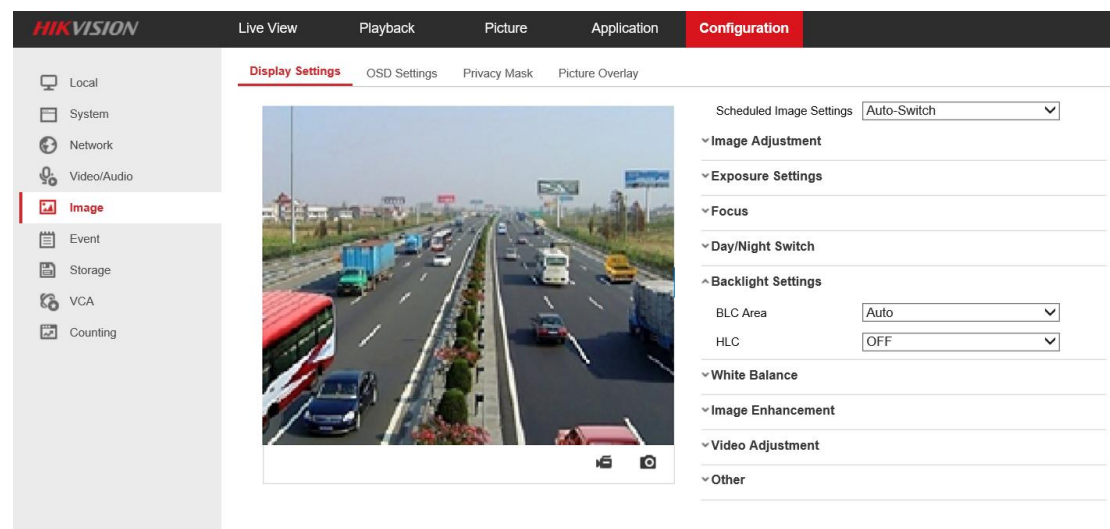 HIKVISION
Live View
Playback
Picture
Application
Configuration
Local
System
Network
Video/Audio
Image
Event
Storage
VCA
Counting
Display Settings
OSD Settings
Privacy Mask
Picture Overlay
Scheduled Image Settings Auto-Switch
Image Adjustment
Exposure Settings
Focus
Day/Night Switch
Backlight Settings
BLC Area Auto
HLC OFF
White Balance
Image Enhancement
Video Adjustment
Other